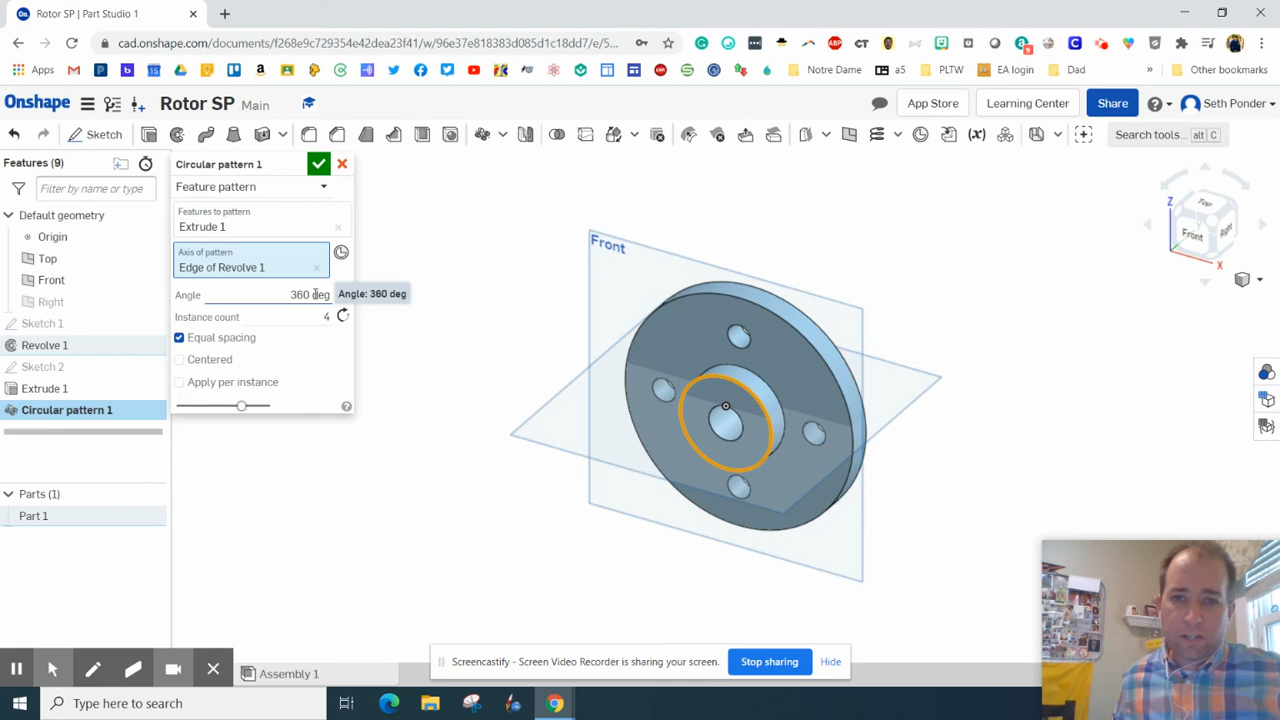 Rotor SP | Part Studio 1
cad.onshape.com/documents/f268e9c729354e42dea23f41/w/96c37e81818383d085d1c18dd7/e/5...
Apps
Notre Dame
a5
PLTW
EA login
Dad
»
Other bookmarks
Onshape
Rotor SP Main
App Store
Learning Center
Share
Seth Ponder
Sketch
Search tools...
alt C
Features (9)
Filter by name or type
Default geometry
Origin
Top
Front
Right
Sketch 1
Revolve 1
Sketch 2
Extrude 1
Circular pattern 1
Parts (1)
Part 1
Circular pattern 1
Feature pattern
Features to pattern
Extrude 1
Axis of pattern
Edge of Revolve 1
Angle 360 deg
Angle: 360 deg
Instance count 4
Equal spacing
Centered
Apply per instance
Front
Z
Top
Front
Right
X
Assembly 1
Screencastify - Screen Video Recorder is sharing your screen.
Stop sharing
Hide
Type here to search